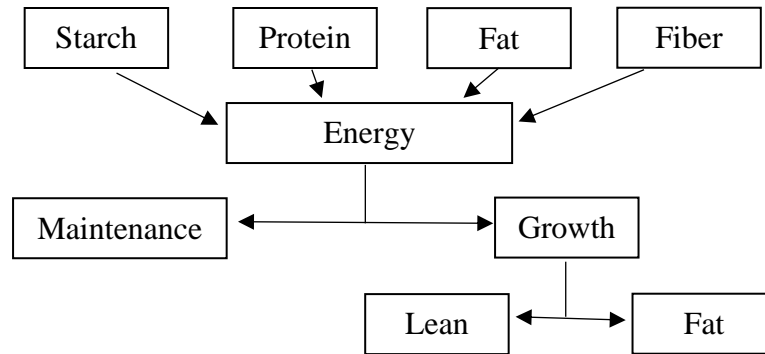 Starch
Protein
Fat
Fiber
Energy
Maintenance
Growth
Lean
Fat